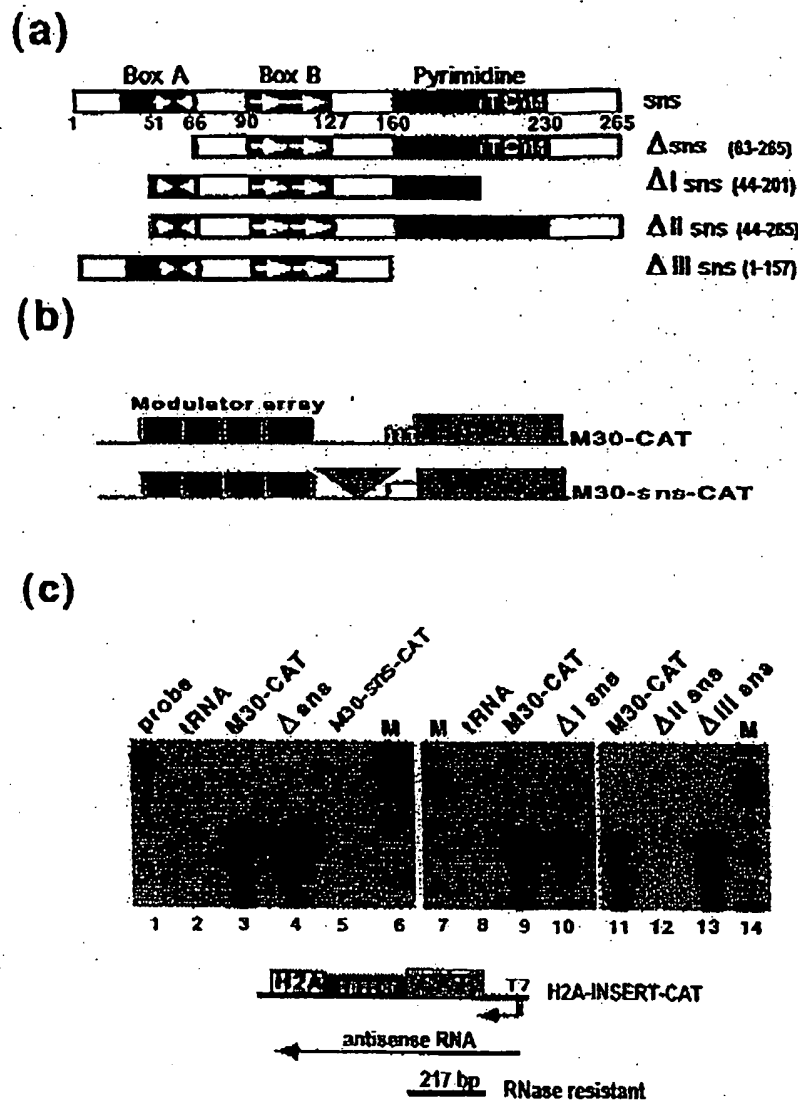 (a)
Box A Box B Pyrimidine
sns
1 51 66 90 127 160 230 265
Δsns (63-265)
ΔI sns (44-201)
ΔII sns (44-265)
ΔIII sns (1-157)
(b)
Modulator array
M30-CAT
M30-sns-CAT
(c)
probe tRNA M30-CAT Δ sns M30-sns-CAT M M tRNA M30-CAT ΔI sns M30-CAT ΔII sns ΔIII sns M
1 2 3 4 5 6 7 8 9 10 11 12 13 14
H2A T7 H2A-INSERT-CAT
antisense RNA
217 bp RNase resistant